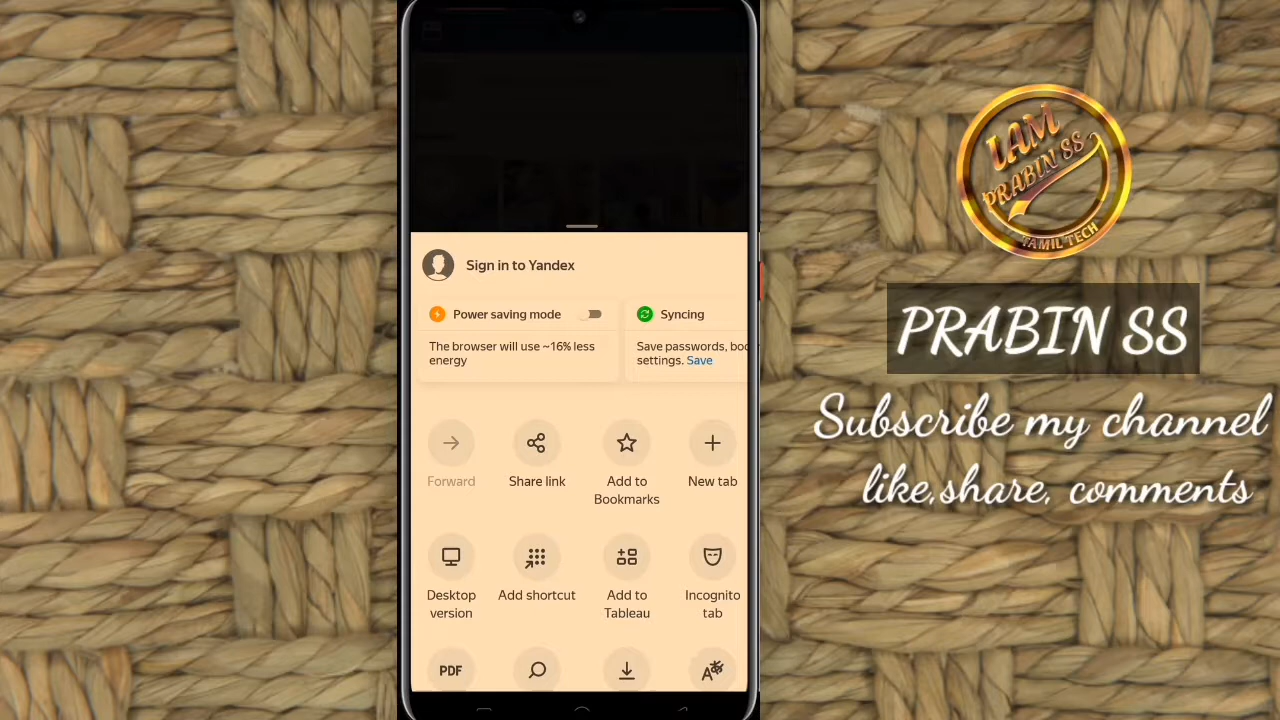 Sign in to Yandex
Power saving mode
The browser will use ~16% less
energy
Syncing
Save passwords, boo
settings. Save
Forward
Share link
Add to
Bookmarks
New tab
Desktop
version
Add shortcut
Add to
Tableau
Incognito
tab
PDF
IAM
PRABIN SS
TAMIL TECH
PRABIN SS
Subscribe my channel
like,share, comments